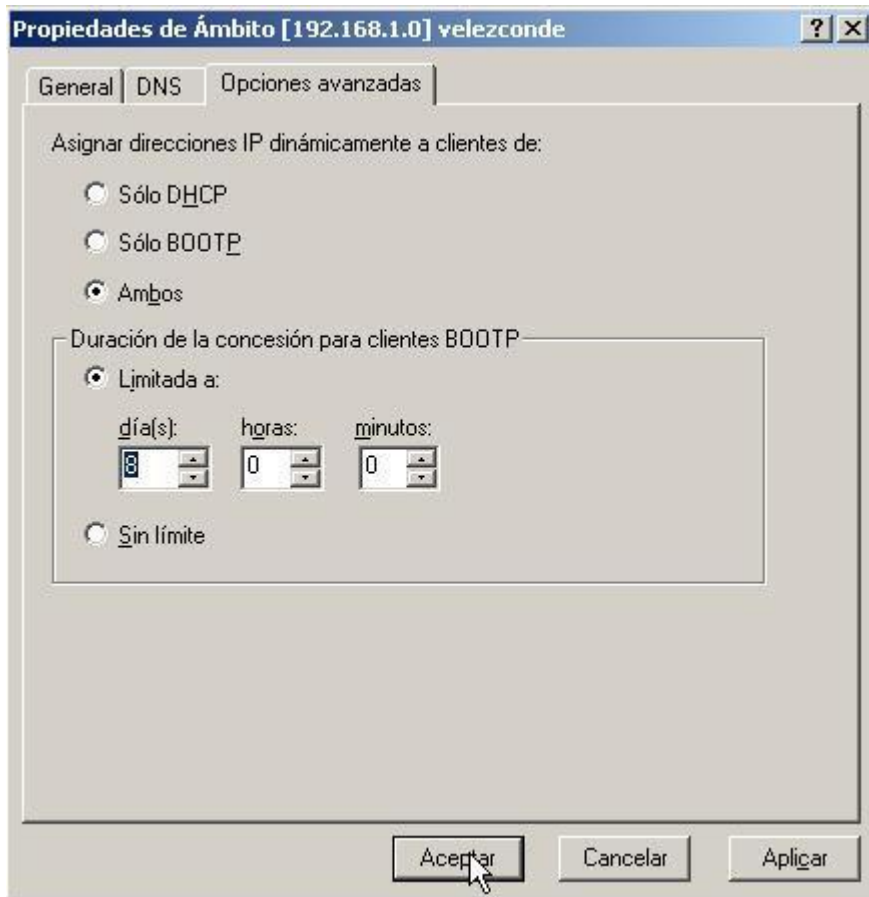 Propiedades de Ámbito [192.168.1.0] velezconde
General DNS Opciones avanzadas
Asignar direcciones IP dinámicamente a clientes de:
Sólo DHCP
Sólo BOOTP
Ambos
Duración de la concesión para clientes BOOTP
Limitada a:
día(s): horas: minutos:
8 0 0
Sin límite
Aceptar Cancelar Aplicar